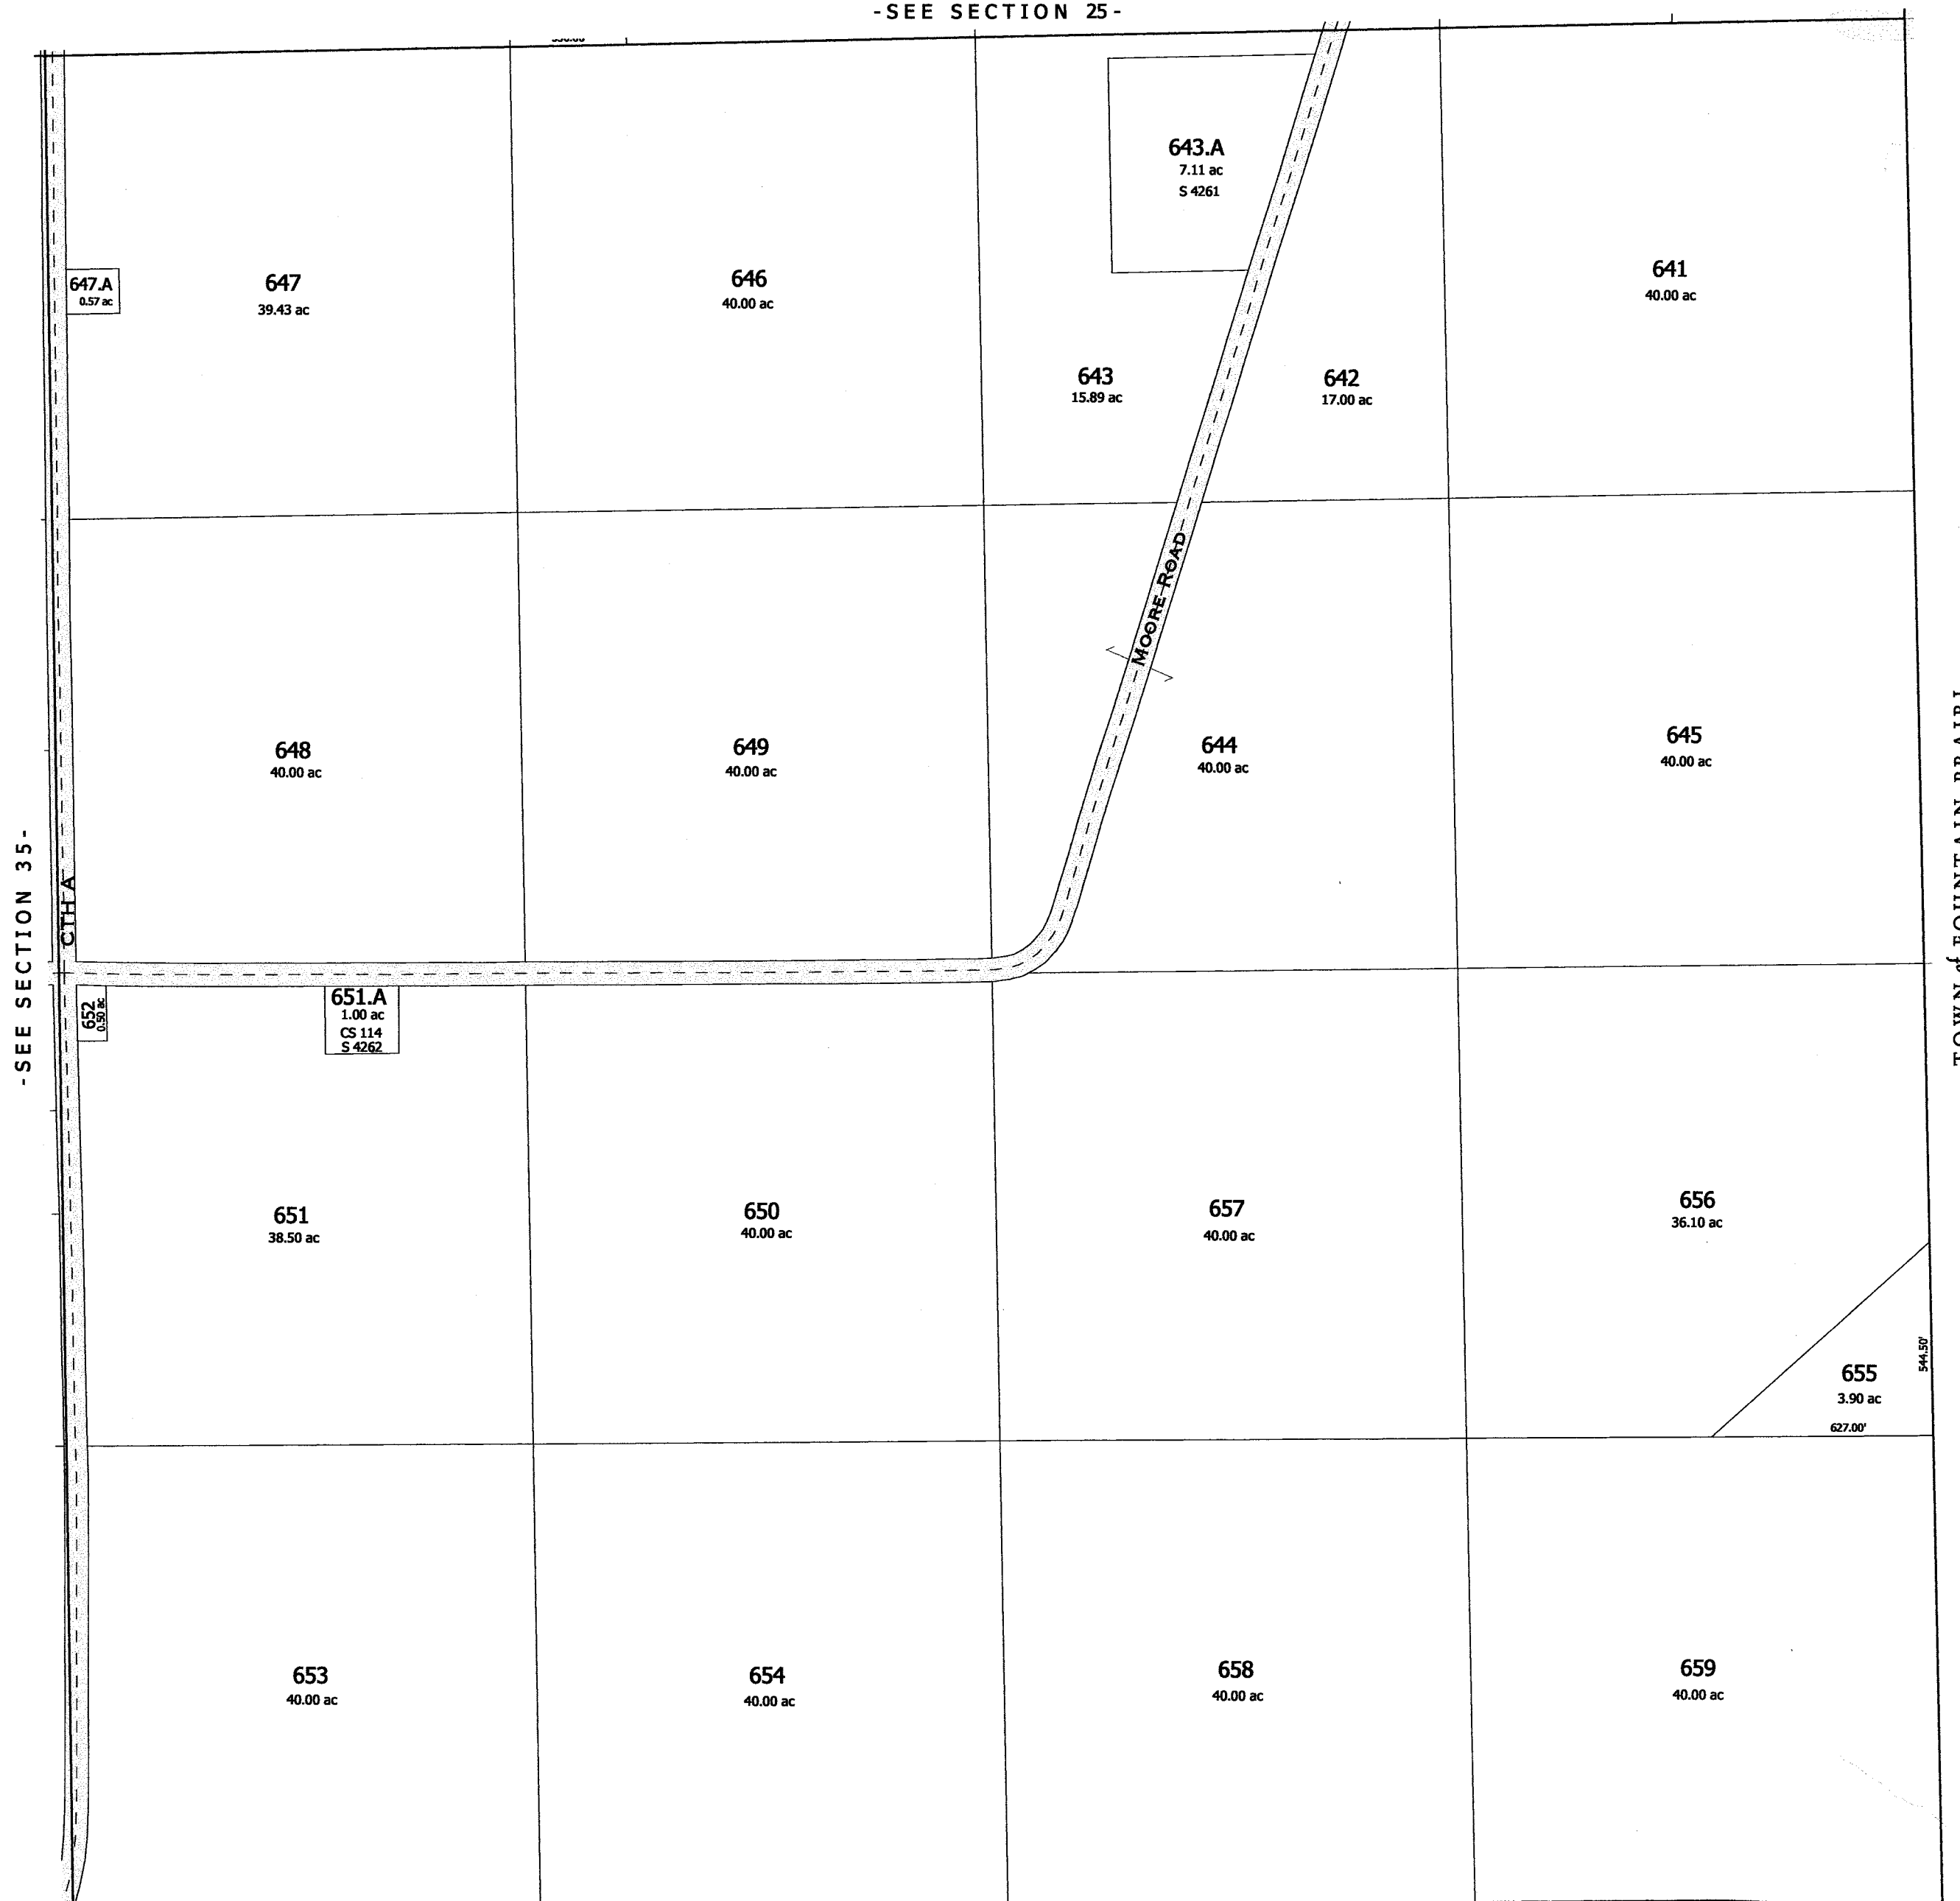 -SEE SECTION 25-
643.A
7.11 ac
S 4261
647.A
0.57 ac
647
39.43 ac
646
40.00 ac
641
40.00 ac
643
15.89 ac
642
17.00 ac
MOORE ROAD
648
40.00 ac
649
40.00 ac
644
40.00 ac
645
40.00 ac
-SEE SECTION 35-
CTH A
TOWN of FOUNTAIN PRAIRI
652
0.50 ac
651.A
1.00 ac
CS 114
S 4262
651
38.50 ac
650
40.00 ac
657
40.00 ac
656
36.10 ac
544.50'
655
3.90 ac
627.00'
653
40.00 ac
654
40.00 ac
658
40.00 ac
659
40.00 ac